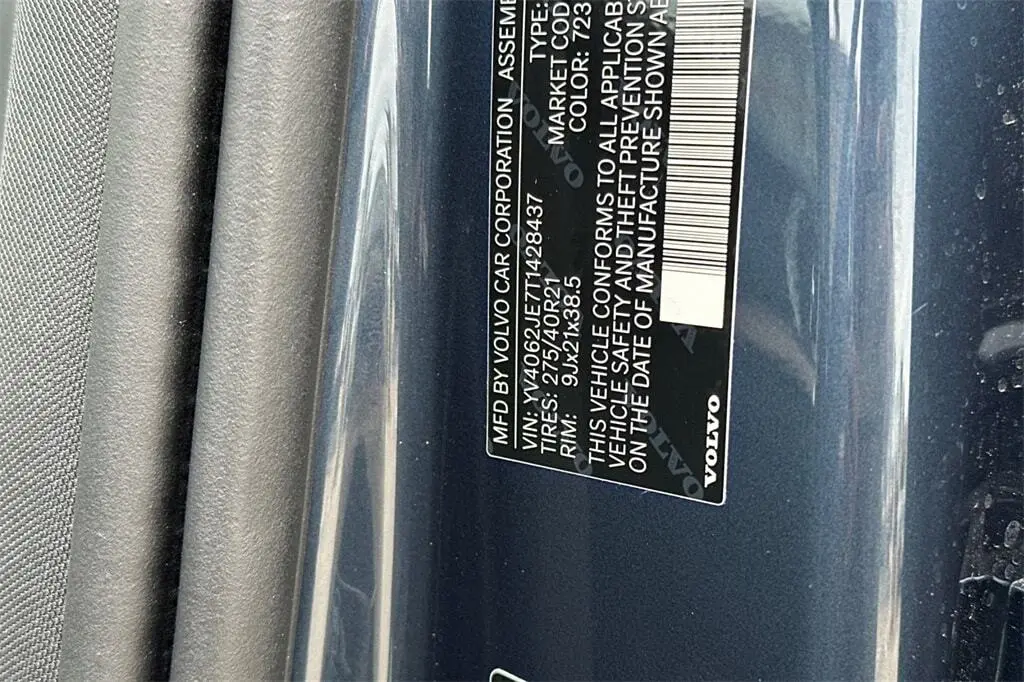 MFD BY VOLVO CAR CORPORATION ASSEMB
VIN: YV4062JE7T1428437 TYPE:
TIRES: 275/40R21 MARKET COD
RIM: 9Jx21x38.5 COLOR: 723
THIS VEHICLE CONFORMS TO ALL APPLICAB
VEHICLE SAFETY AND THEFT PREVENTION S
ON THE DATE OF MANUFACTURE SHOWN AB
VOLVO
VOLVO
VOLVO